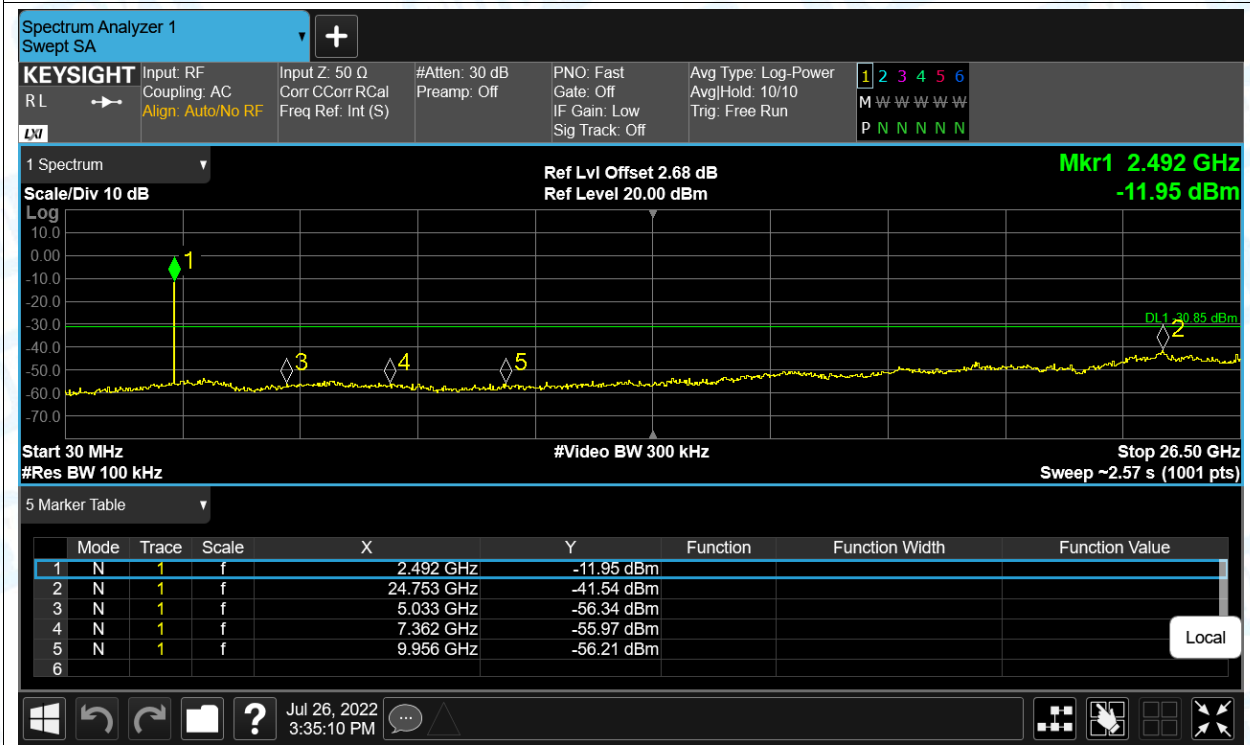 Spectrum Analyzer 1
Swept SA
KEYSIGHT
RL
LXI
Input: RF
Coupling: AC
Align: Auto/No RF
Input Z: 50 Ω
Corr CCorr RCal
Freq Ref: Int (S)
#Atten: 30 dB
Preamp: Off
PNO: Fast
Gate: Off
IF Gain: Low
Sig Track: Off
Avg Type: Log-Power
Avg|Hold: 10/10
Trig: Free Run
1 2 3 4 5 6
M W W W W W
P N N N N N
1 Spectrum
Scale/Div 10 dB
Ref Lvl Offset 2.68 dB
Ref Level 20.00 dBm
Mkr1 2.492 GHz
-11.95 dBm
Log
10.0
0.00
-10.0
-20.0
-30.0
-40.0
-50.0
-60.0
-70.0
1
DL1 -30.85 dBm
2
3
4
5
Start 30 MHz
#Video BW 300 kHz
Stop 26.50 GHz
#Res BW 100 kHz
Sweep ~2.57 s (1001 pts)
5 Marker Table
Mode Trace Scale X Y Function Function Width Function Value
1 N 1 f 2.492 GHz -11.95 dBm
2 N 1 f 24.753 GHz -41.54 dBm
3 N 1 f 5.033 GHz -56.34 dBm
4 N 1 f 7.362 GHz -55.97 dBm
5 N 1 f 9.956 GHz -56.21 dBm
6
Local
?
Jul 26, 2022
3:35:10 PM